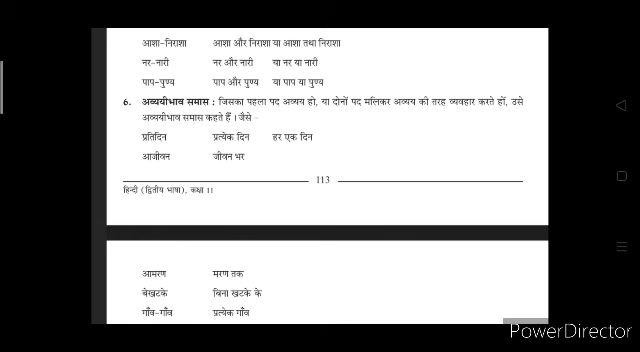 आशा-निराशा आशा और निराशा या आशा तथा निराशा
नर-नारी नर और नारी या नर या नारी
पाप-पुण्य पाप और पुण्य या पाप या पुण्य
6. अव्ययीभाव समास : जिसका पहला पद अव्यय हो, या दोनों पद मलिकर अव्यय की तरह व्यवहार करते हों, उसे
अव्ययीभाव समास कहते हैं । जैसे -
प्रतिदिन प्रत्येक दिन हर एक दिन
आजीवन जीवन भर
113
हिन्दी (द्वितीय भाषा), कक्षा 11
आमरण मरण तक
बेखटके बिना खटके के
गाँव-गाँव प्रत्येक गाँव
PowerDirector